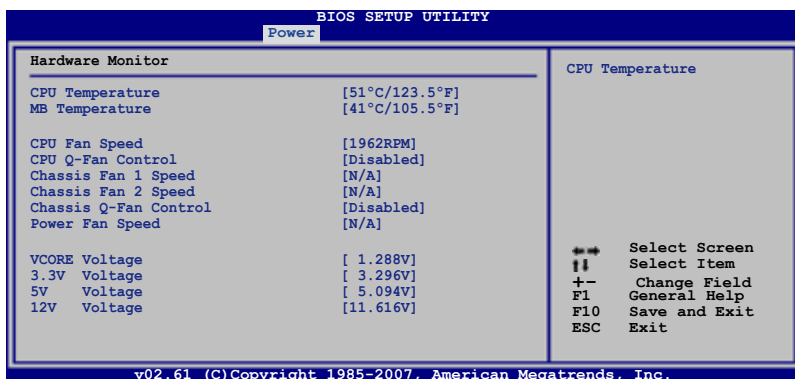 BIOS SETUP UTILITY
Power
Hardware Monitor
CPU Temperature [51°C/123.5°F]
MB Temperature [41°C/105.5°F]
CPU Fan Speed [1962RPM]
CPU Q-Fan Control [Disabled]
Chassis Fan 1 Speed [N/A]
Chassis Fan 2 Speed [N/A]
Chassis Q-Fan Control [Disabled]
Power Fan Speed [N/A]
VCORE Voltage [ 1.288V]
3.3V Voltage [ 3.296V]
5V Voltage [ 5.094V]
12V Voltage [11.616V]
CPU Temperature
Select Screen
Select Item
+- Change Field
F1 General Help
F10 Save and Exit
ESC Exit
v02.61 (C)Copyright 1985-2007, American Megatrends, Inc.